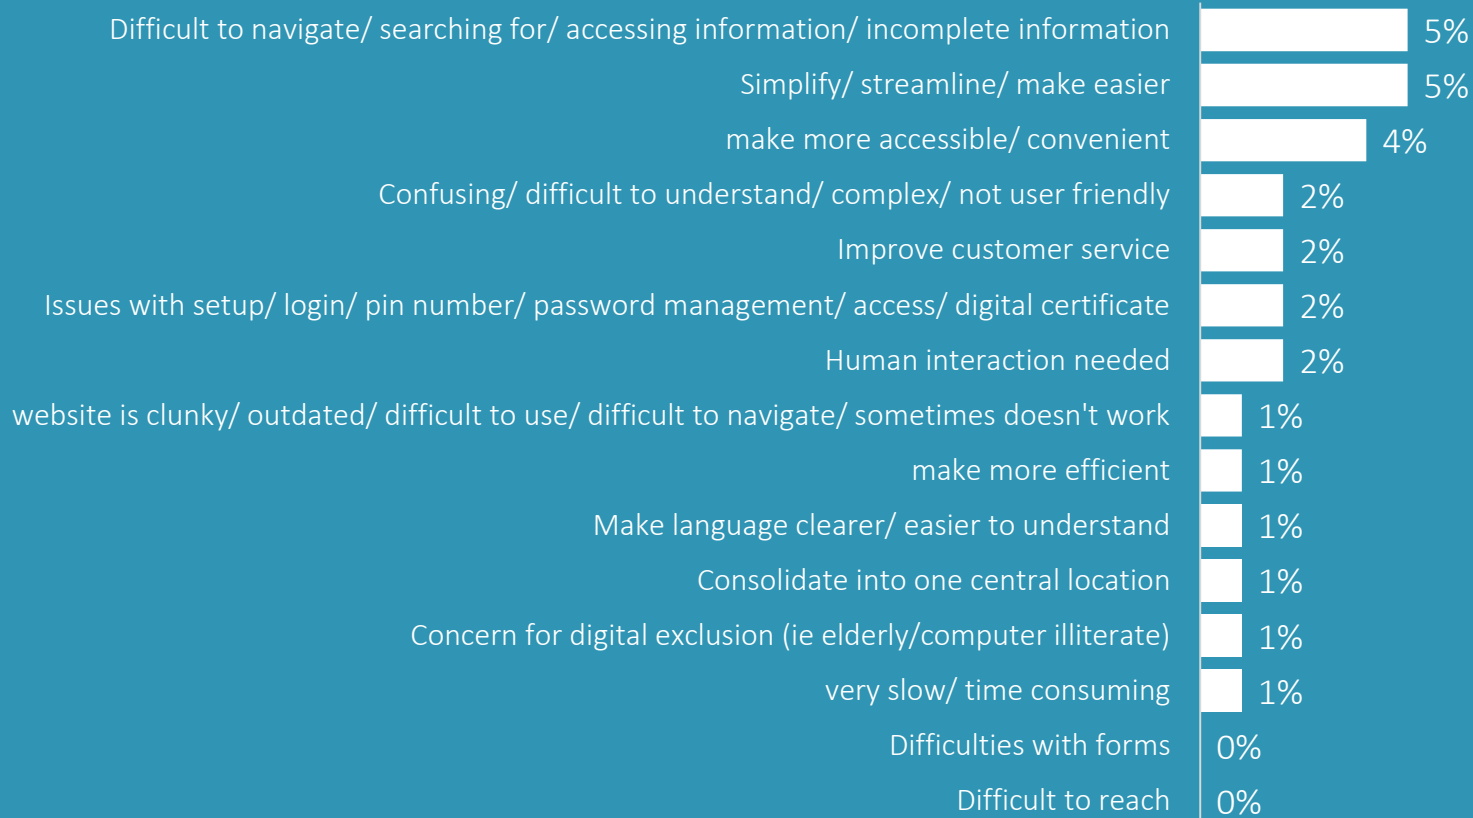 Difficult to navigate/ searching for/ accessing information/ incomplete information 5%
Simplify/ streamline/ make easier 5%
make more accessible/ convenient 4%
Confusing/ difficult to understand/ complex/ not user friendly 2%
Improve customer service 2%
Issues with setup/ login/ pin number/ password management/ access/ digital certificate 2%
Human interaction needed 2%
website is clunky/ outdated/ difficult to use/ difficult to navigate/ sometimes doesn't work 1%
make more efficient 1%
Make language clearer/ easier to understand 1%
Consolidate into one central location 1%
Concern for digital exclusion (ie elderly/computer illiterate) 1%
very slow/ time consuming 1%
Difficulties with forms 0%
Difficult to reach 0%